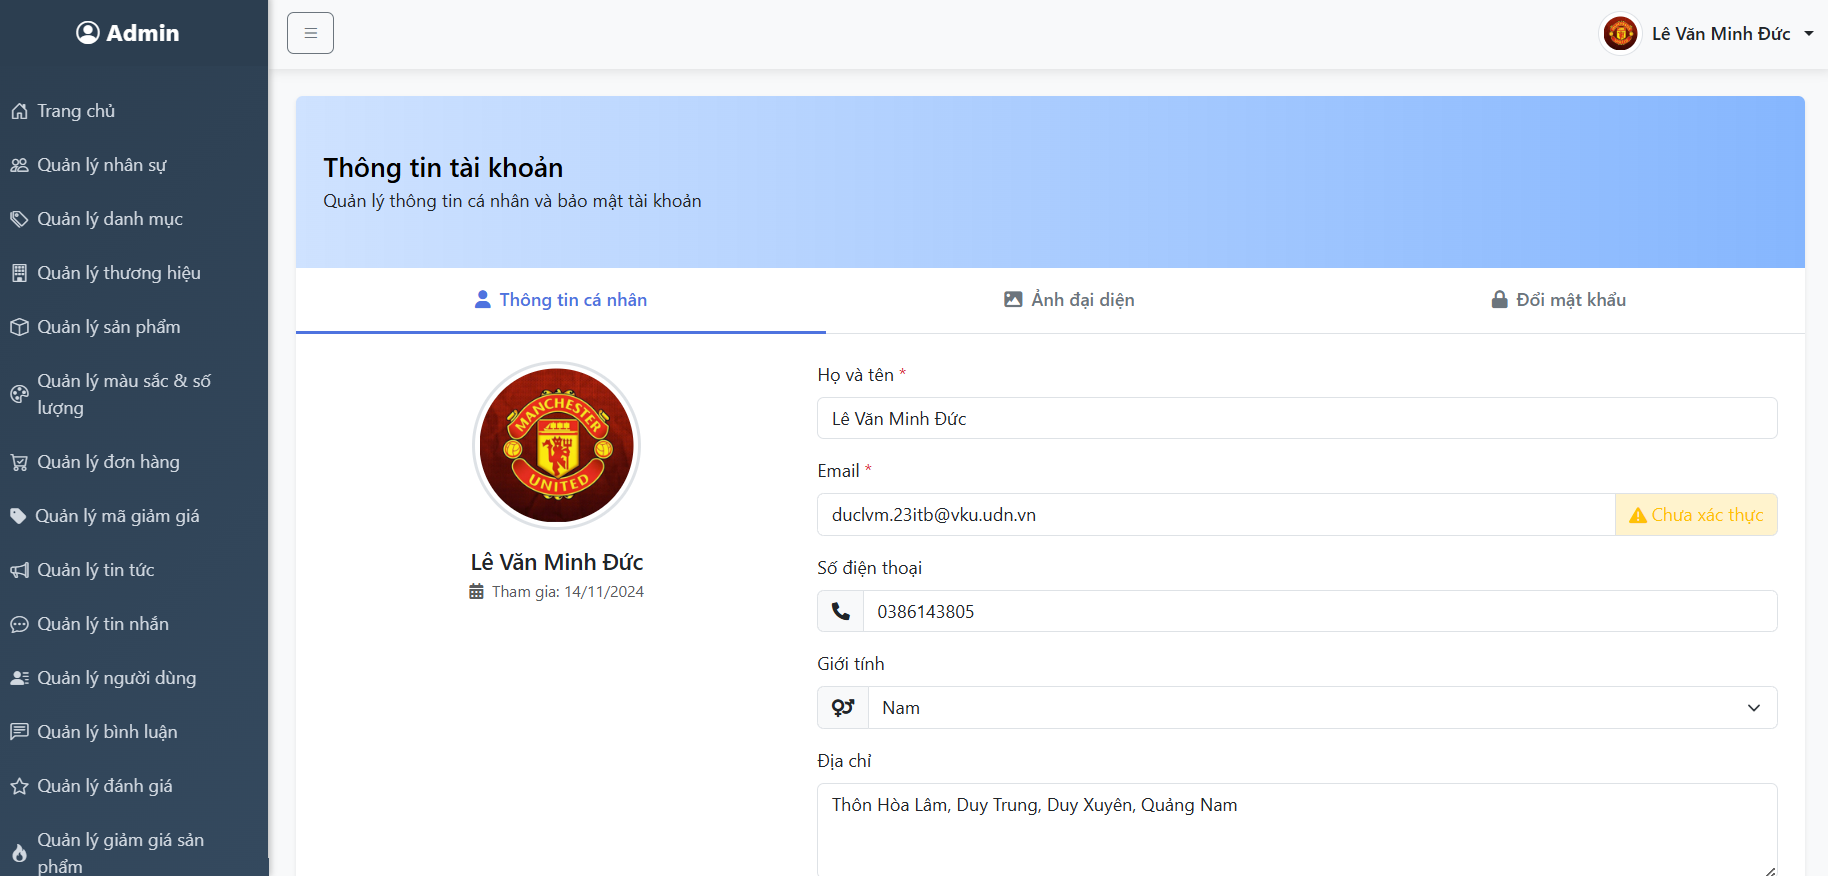 Admin
Trang chủ
Quản lý nhân sự
Quản lý danh mục
Quản lý thương hiệu
Quản lý sản phẩm
Quản lý màu sắc & số
lượng
Quản lý đơn hàng
Quản lý mã giảm giá
Quản lý tin tức
Quản lý tin nhắn
Quản lý người dùng
Quản lý bình luận
Quản lý đánh giá
Quản lý giảm giá sản
phẩm
Lê Văn Minh Đức
Thông tin tài khoản
Quản lý thông tin cá nhân và bảo mật tài khoản
Thông tin cá nhân
Ảnh đại diện
Đổi mật khẩu
MANCHESTER
UNITED
Lê Văn Minh Đức
Tham gia: 14/11/2024
Họ và tên *
Lê Văn Minh Đức
Email *
duclvm.23itb@vku.udn.vn
Chưa xác thực
Số điện thoại
0386143805
Giới tính
Nam
Địa chỉ
Thôn Hòa Lâm, Duy Trung, Duy Xuyên, Quảng Nam